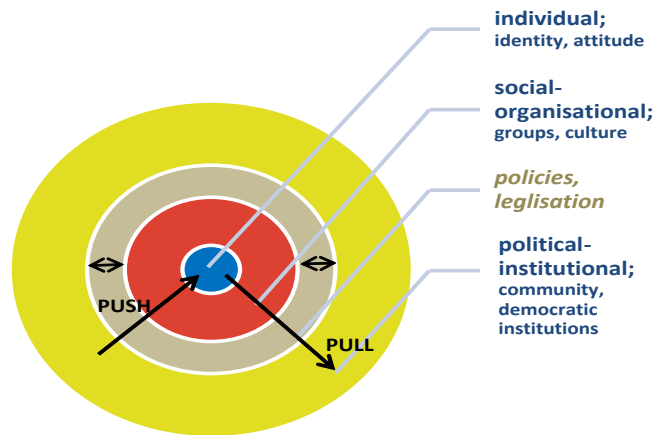 individual;
identity, attitude
social-
organisational;
groups, culture
policies,
leglisation
political-
institutional;
community,
democratic
institutions
PUSH
PULL